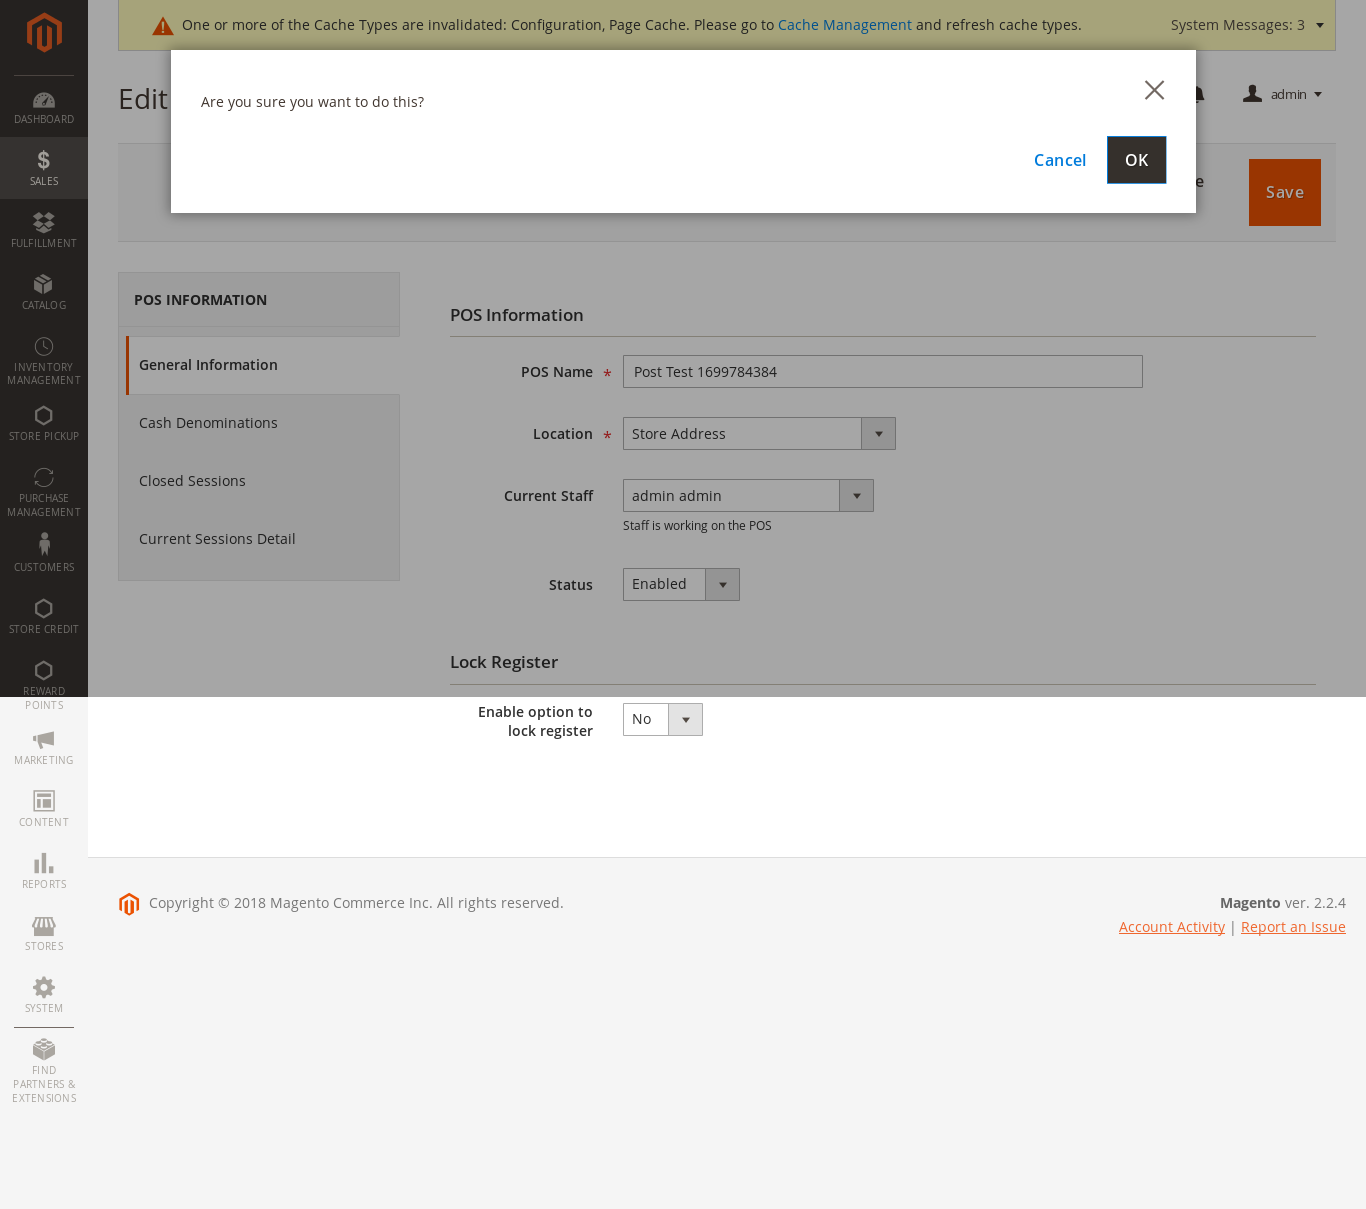 One or more of the Cache Types are invalidated: Configuration, Page Cache. Please go to Cache Management and refresh cache types.
System Messages: 3
Are you sure you want to do this?
Cancel
OK
Edit
admin
Save
DASHBOARD
SALES
FULFILLMENT
CATALOG
INVENTORY
MANAGEMENT
STORE PICKUP
PURCHASE
MANAGEMENT
CUSTOMERS
STORE CREDIT
REWARD
POINTS
MARKETING
CONTENT
REPORTS
STORES
SYSTEM
FIND
PARTNERS &
EXTENSIONS
POS INFORMATION
General Information
Cash Denominations
Closed Sessions
Current Sessions Detail
POS Information
POS Name * Post Test 1699784384
Location * Store Address
Current Staff admin admin
Staff is working on the POS
Status Enabled
Lock Register
Enable option to
lock register
No
Copyright © 2018 Magento Commerce Inc. All rights reserved.
Magento ver. 2.2.4
Account Activity | Report an Issue